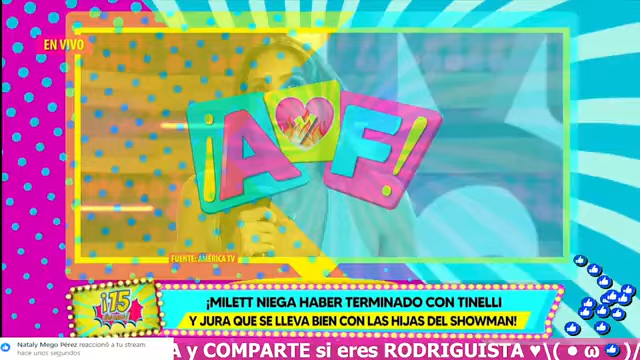 EN VIVO
¡A F!
FUENTE: AMÉRICA TV
¡15
¡MILETT NIEGA HABER TERMINADO CON TINELLI
Y JURA QUE SE LLEVA BIEN CON LAS HIJAS DEL SHOWMAN!
Nataly Mego Pérez reaccionó a tu stream
hace unos segundos
A y COMPARTE si eres RODRIGUISTA ♥\( ● ω ● )